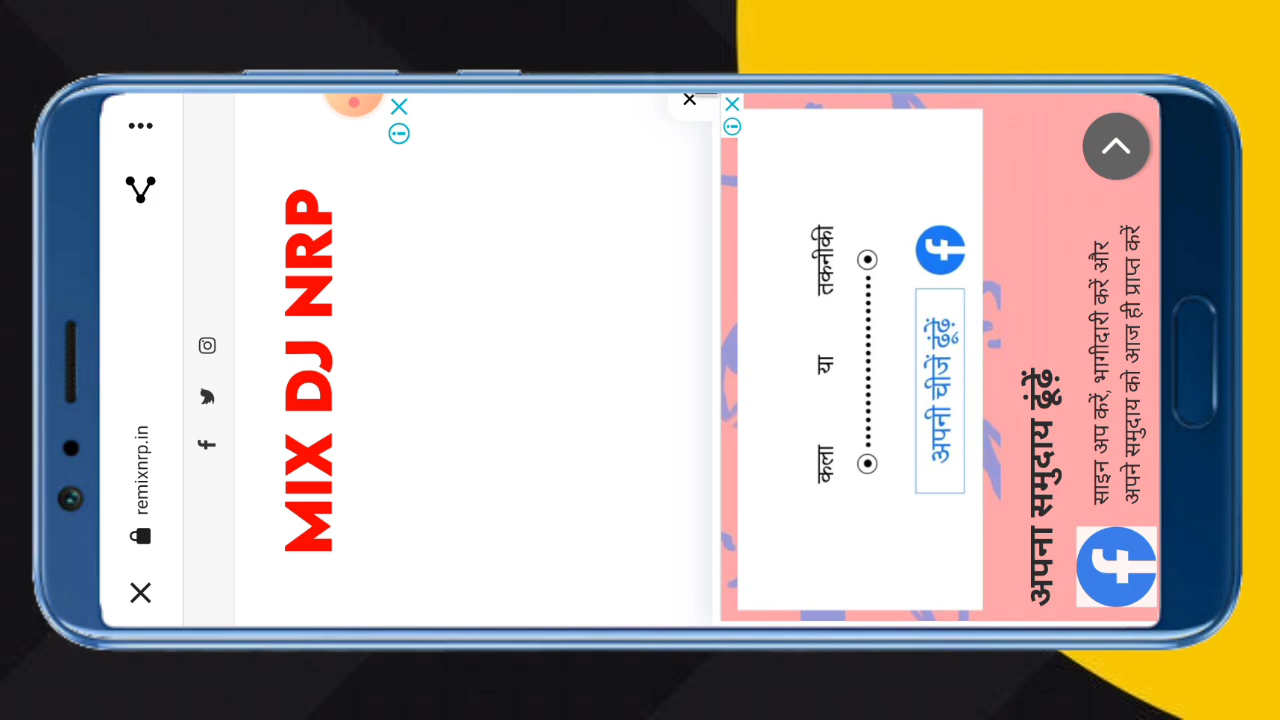 remixnrp.in
MIX DJ NRP
कला या तकनीकी
अपनी चीजें ढूंढ़ें
अपना समुदाय ढूंढ़ें
साइन अप करें, भागीदारी करें और
अपने समुदाय को आज ही प्राप्त करें